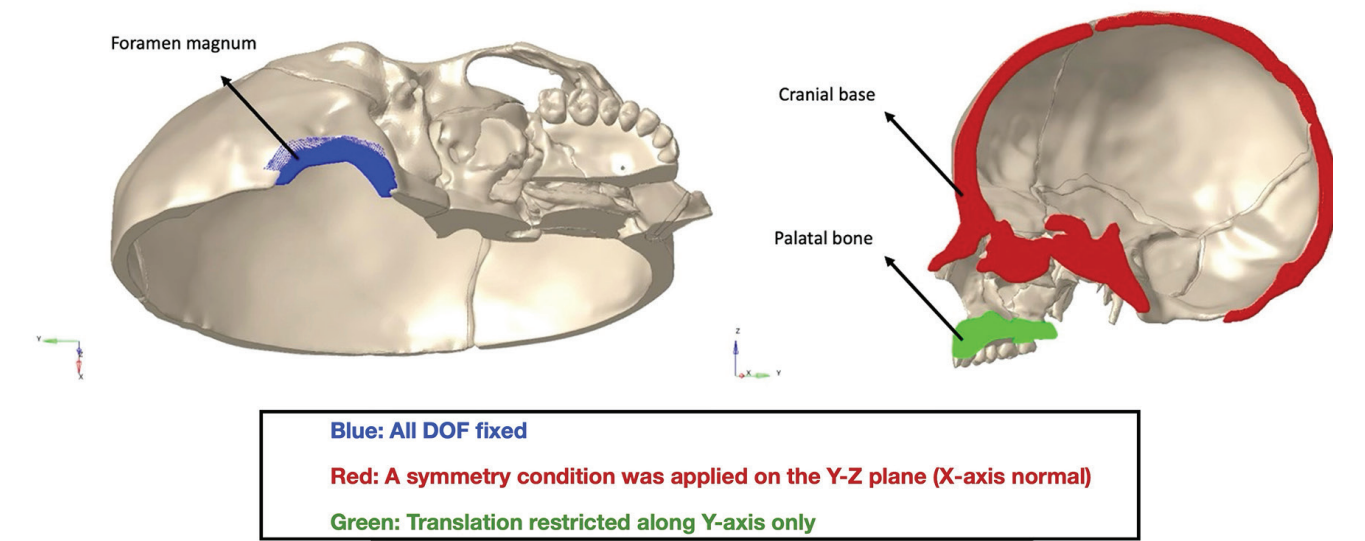 Foramen magnum
Cranial base
Palatal bone
Y
Z
X
Z
X
Y
Blue: All DOF fixed
Red: A symmetry condition was applied on the Y-Z plane (X-axis normal)
Green: Translation restricted along Y-axis only